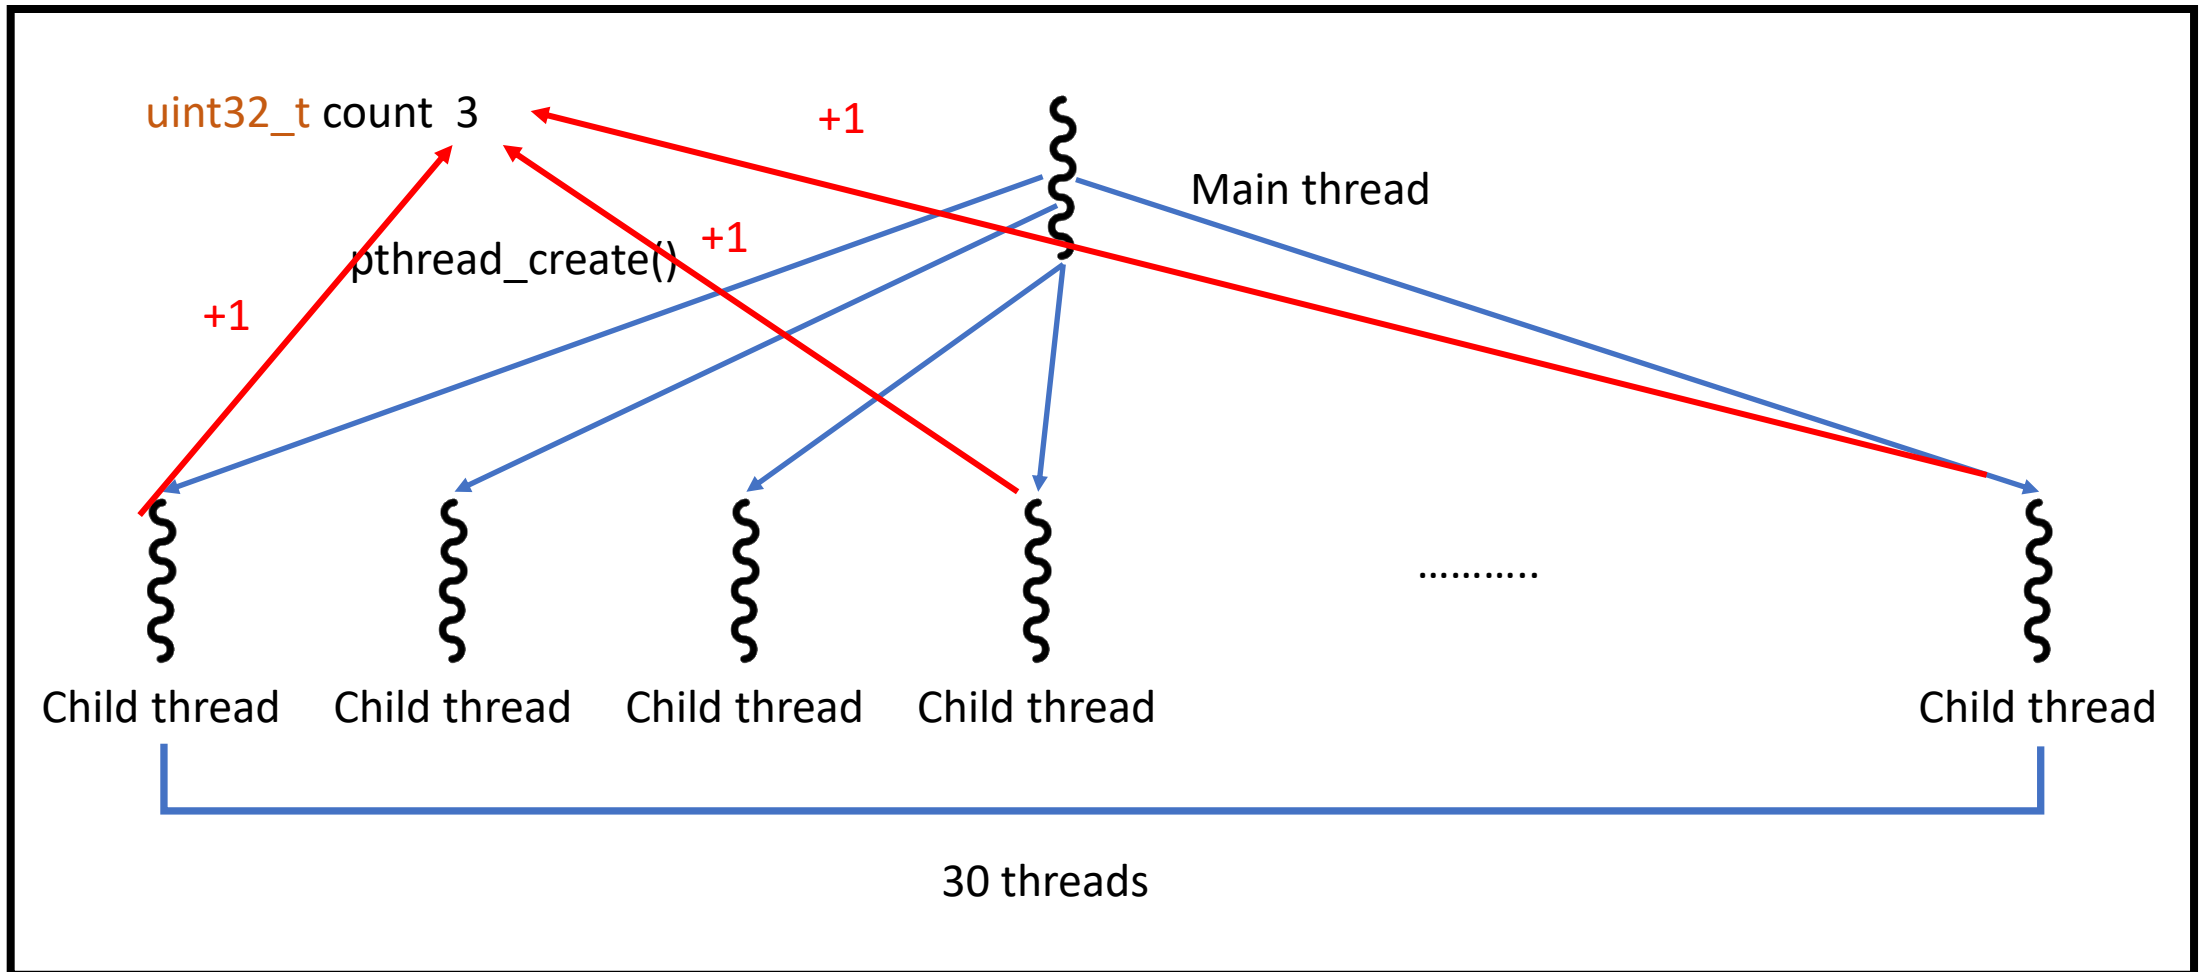 uint32_t count 3
+1
Main thread
+1
pthread_create()
+1
...........
Child thread
Child thread
Child thread
Child thread
Child thread
30 threads